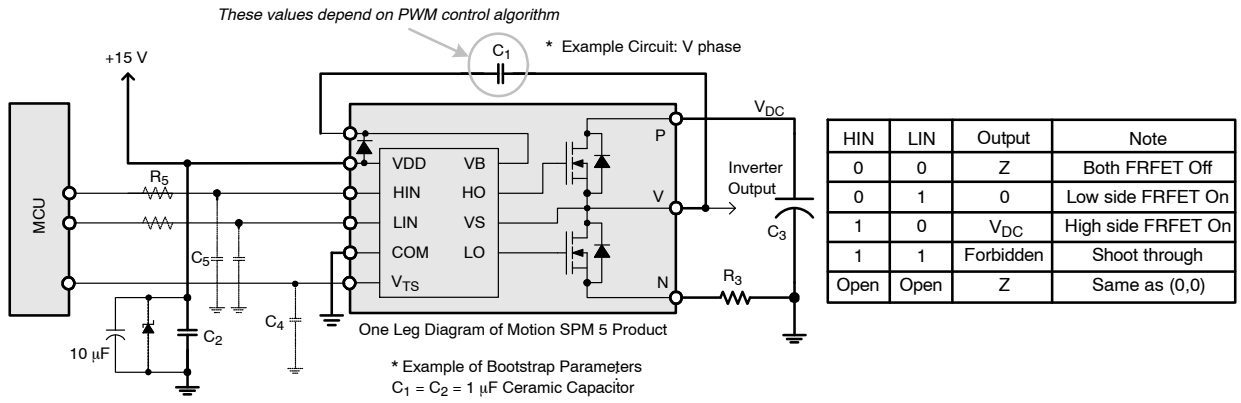 These values depend on PWM control algorithm
C1
* Example Circuit: V phase
+15 V
VDC
P
MCU
R5
VDD VB
HIN HO
LIN VS
COM LO
VTS
V
Inverter
Output
C5
C3
N
R3
C4
C2
10 μF
One Leg Diagram of Motion SPM 5 Product
* Example of Bootstrap Parameters
C1 = C2 = 1 μF Ceramic Capacitor
HIN LIN Output Note
0 0 Z Both FRFET Off
0 1 0 Low side FRFET On
1 0 VDC High side FRFET On
1 1 Forbidden Shoot through
Open Open Z Same as (0,0)